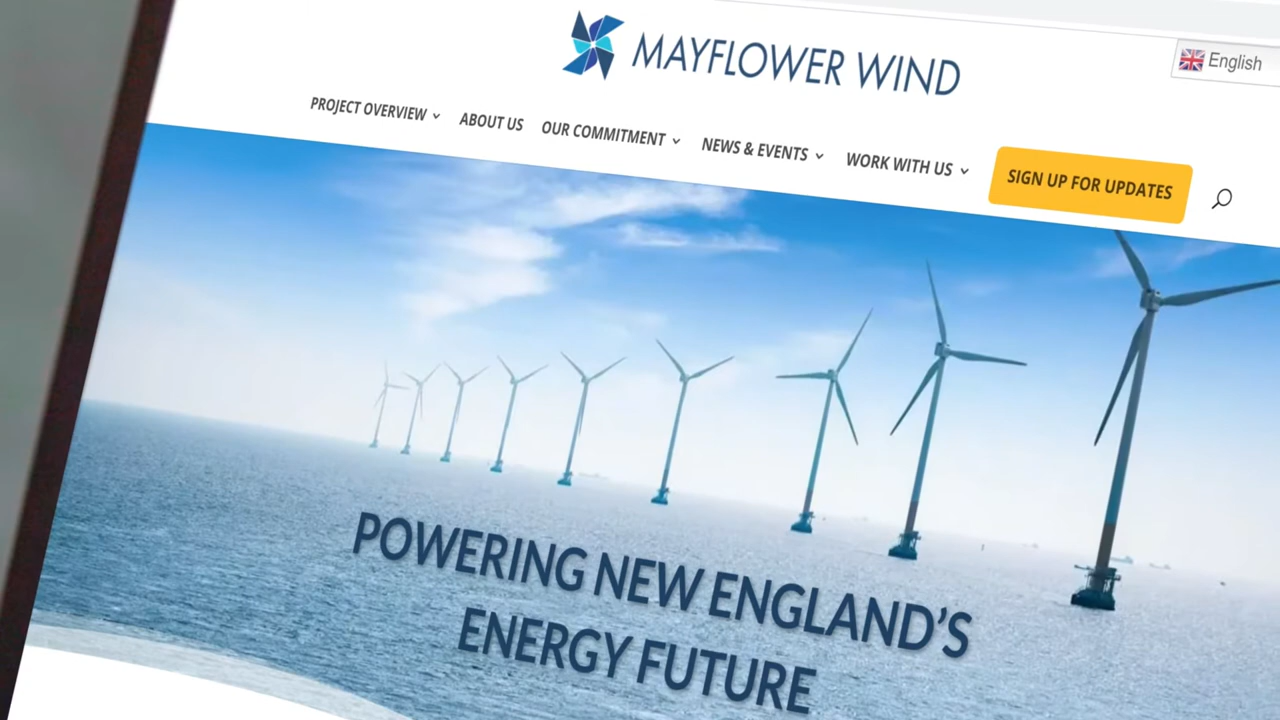 MAYFLOWER WIND
English
PROJECT OVERVIEW
ABOUT US
OUR COMMITMENT
NEWS & EVENTS
WORK WITH US
SIGN UP FOR UPDATES
POWERING NEW ENGLAND'S
ENERGY FUTURE